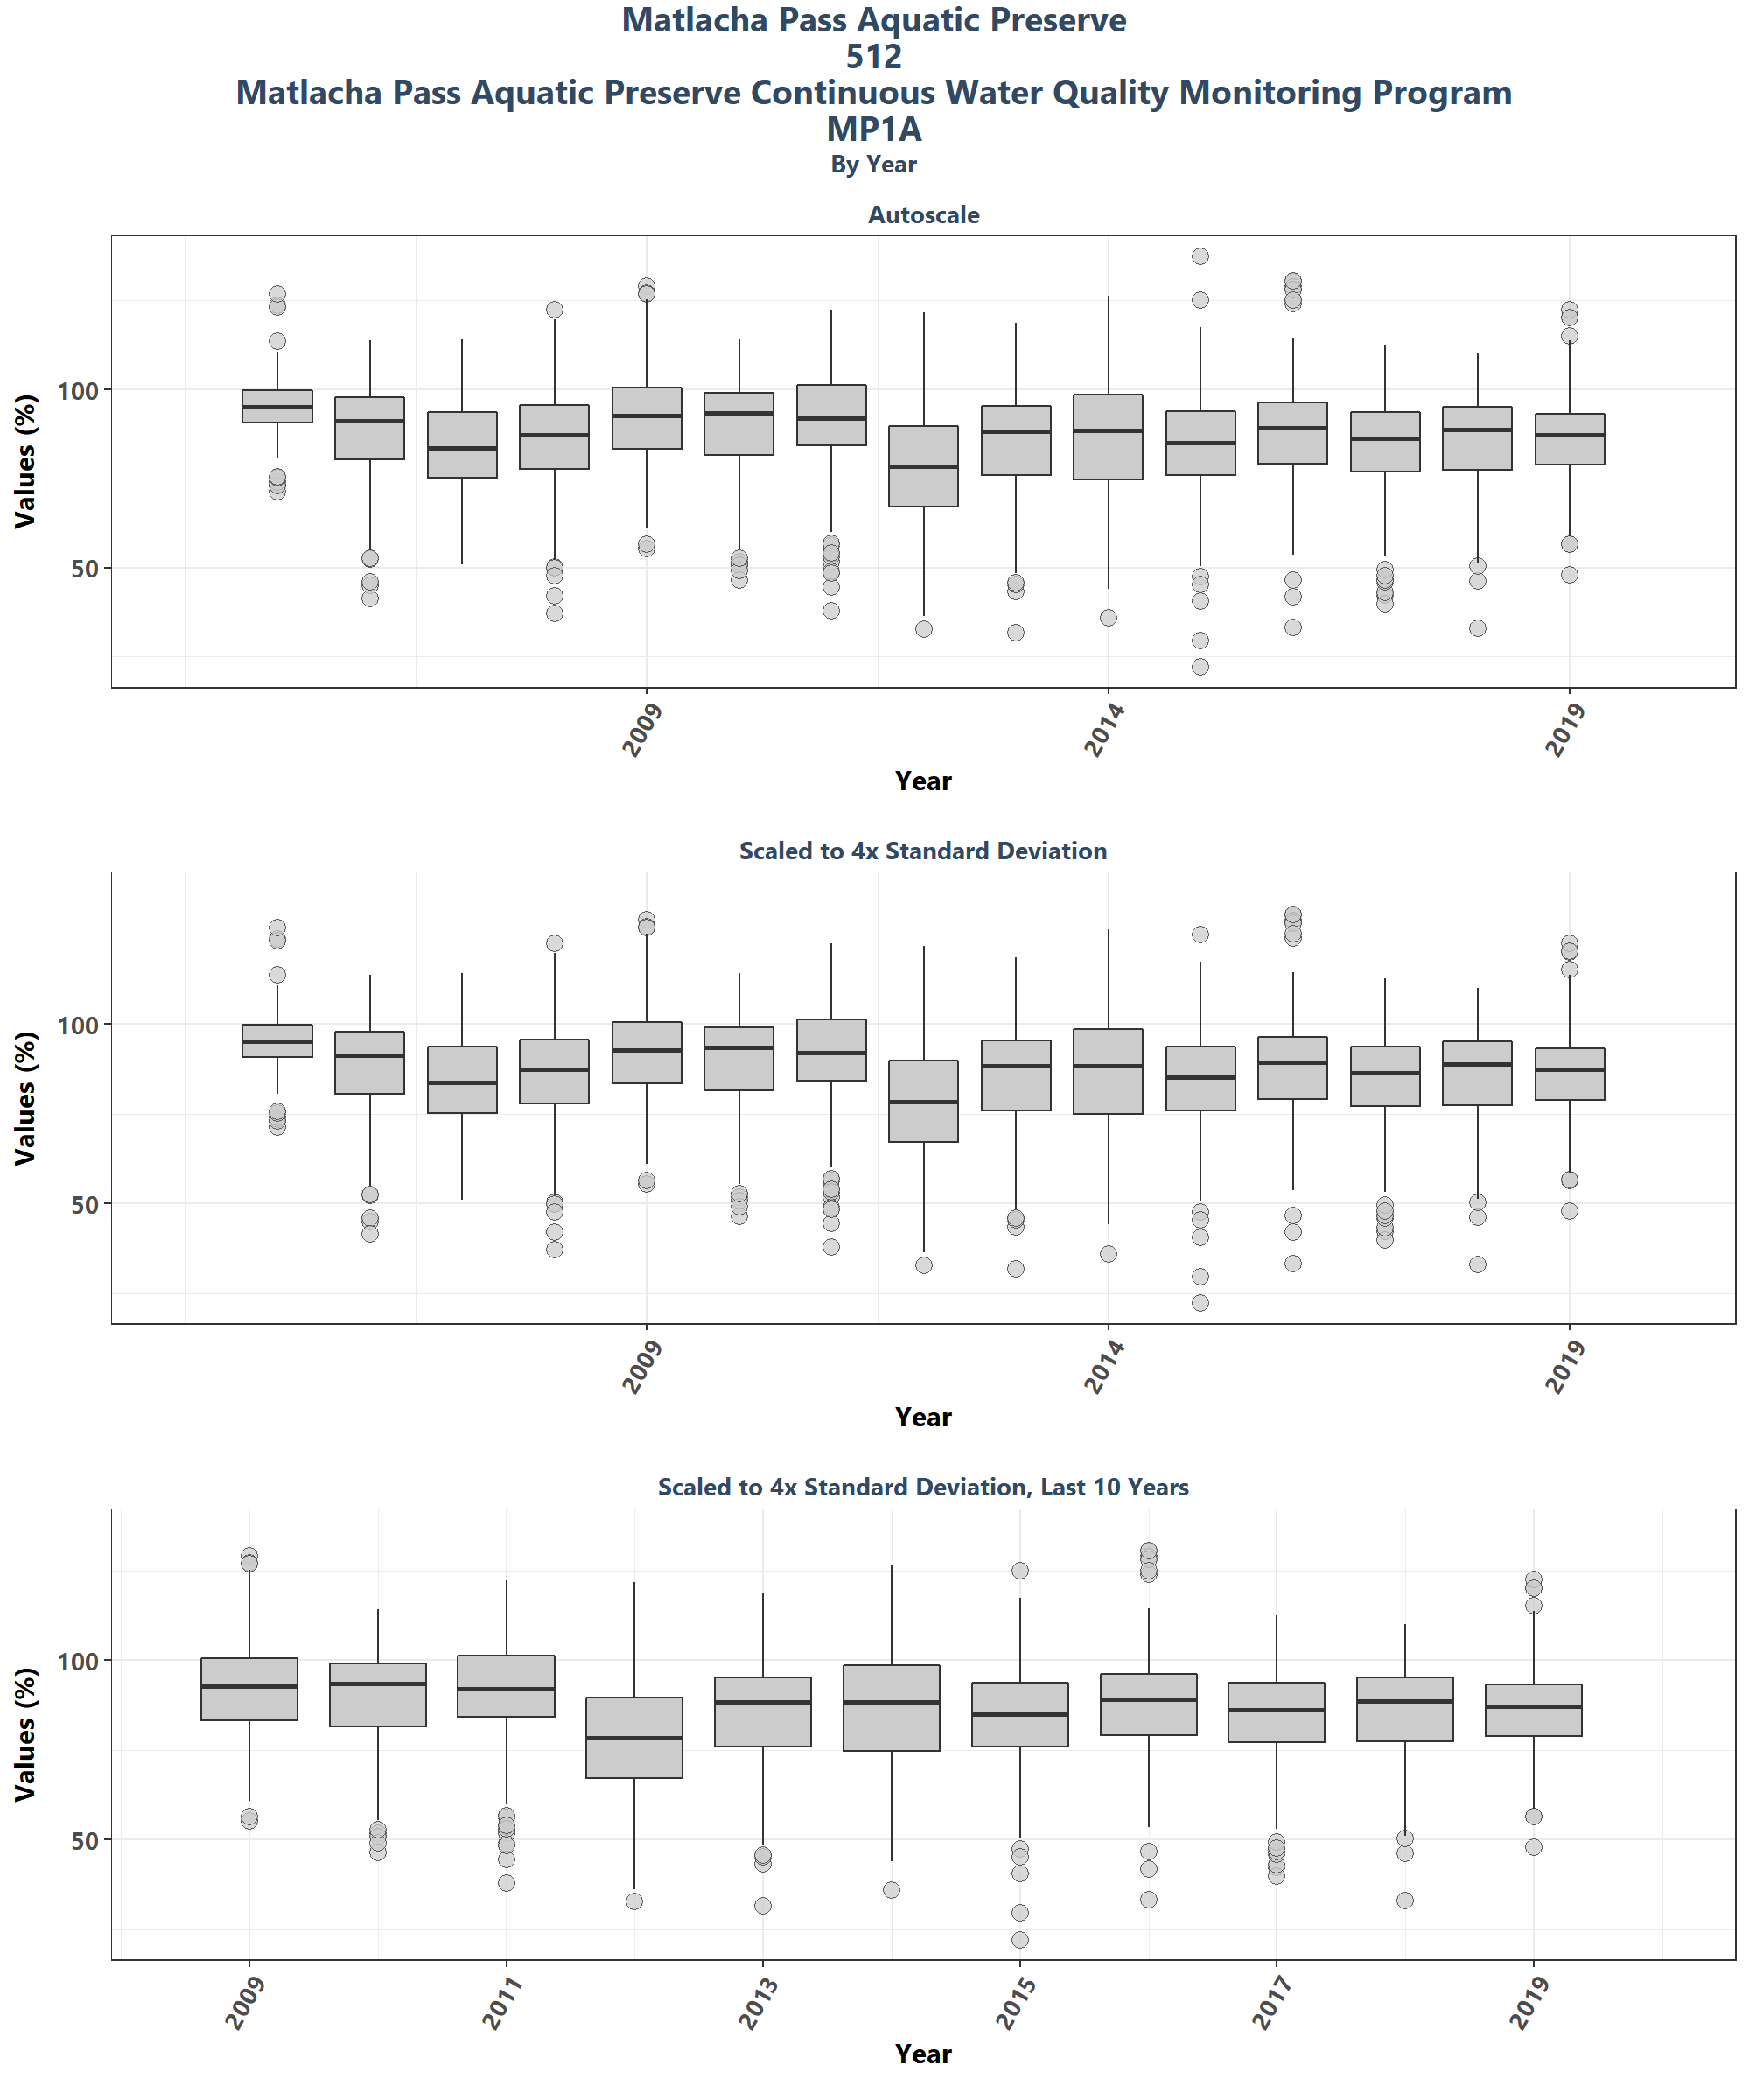 Matlacha Pass Aquatic Preserve
512
Matlacha Pass Aquatic Preserve Continuous Water Quality Monitoring Program
MP1A
By Year
Autoscale
Values (%)
100
50
2009
2014
2019
Year
Scaled to 4x Standard Deviation
Values (%)
100
50
2009
2014
2019
Year
Scaled to 4x Standard Deviation, Last 10 Years
Values (%)
100
50
2009
2011
2013
2015
2017
2019
Year